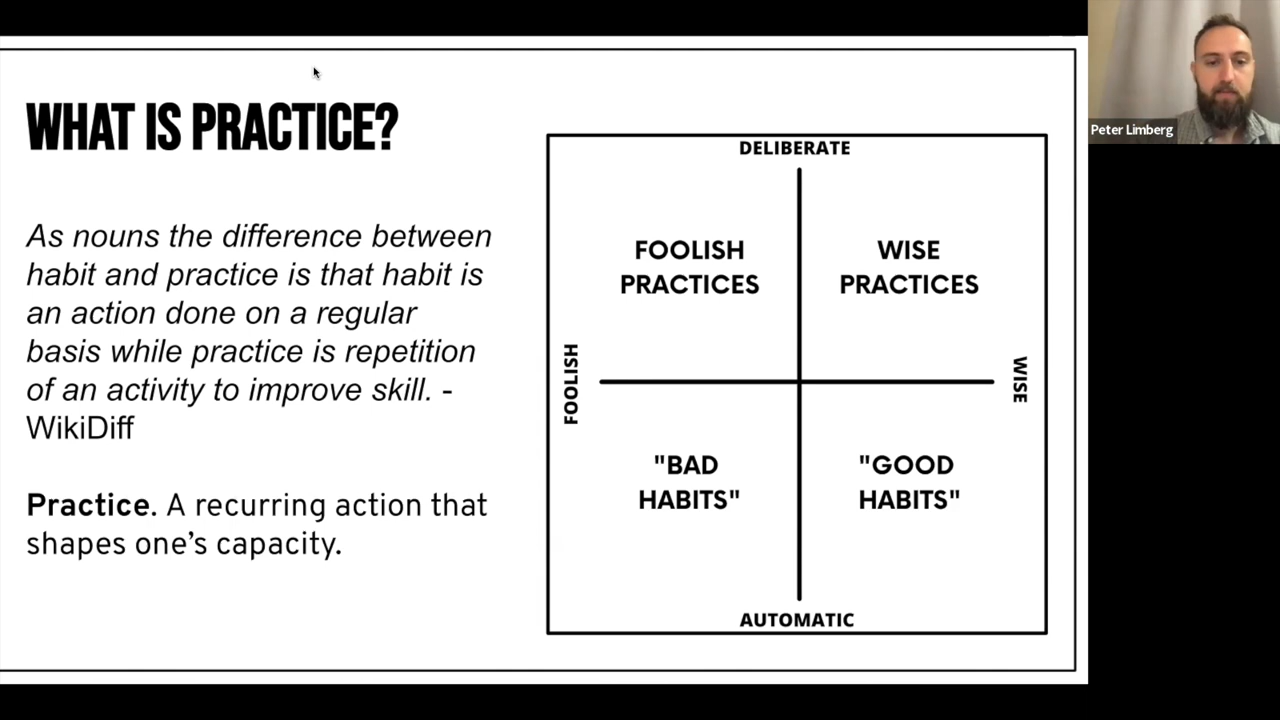 WHAT IS PRACTICE?
As nouns the difference between
habit and practice is that habit is
an action done on a regular
basis while practice is repetition
of an activity to improve skill. -
WikiDiff
Practice. A recurring action that
shapes one's capacity.
DELIBERATE
FOOLISH
PRACTICES
WISE
PRACTICES
FOOLISH
WISE
"BAD
HABITS"
"GOOD
HABITS"
AUTOMATIC
Peter Limberg